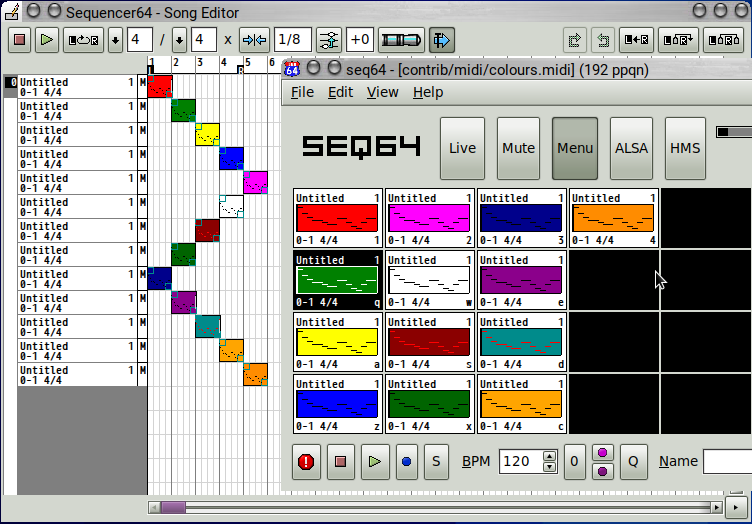 Sequencer64 - Song Editor
4 / 4 x 1/8 +0
1 2 3 4 5 6
0 Untitled
0-1 4/4 1 M
Untitled
0-1 4/4 1 M
Untitled
0-1 4/4 1 M
Untitled
0-1 4/4 1 M
Untitled
0-1 4/4 1 M
Untitled
0-1 4/4 1 M
Untitled
0-1 4/4 1 M
Untitled
0-1 4/4 1 M
Untitled
0-1 4/4 1 M
Untitled
0-1 4/4 1 M
Untitled
0-1 4/4 1 M
Untitled
0-1 4/4 1 M
Untitled
0-1 4/4 1 M
64 seq64 - [contrib/midi/colours.midi] (192 ppqn)
File Edit View Help
SEQ64 Live Mute Menu ALSA HMS
Untitled 1 Untitled 1 Untitled 1 Untitled 1
0-1 4/4 1 0-1 4/4 2 0-1 4/4 3 0-1 4/4 4
Untitled 1 Untitled 1 Untitled 1
0-1 4/4 q 0-1 4/4 w 0-1 4/4 e
Untitled 1 Untitled 1 Untitled 1
0-1 4/4 a 0-1 4/4 s 0-1 4/4 d
Untitled 1 Untitled 1 Untitled 1
0-1 4/4 z 0-1 4/4 x 0-1 4/4 c
S BPM 120 0 Q Name